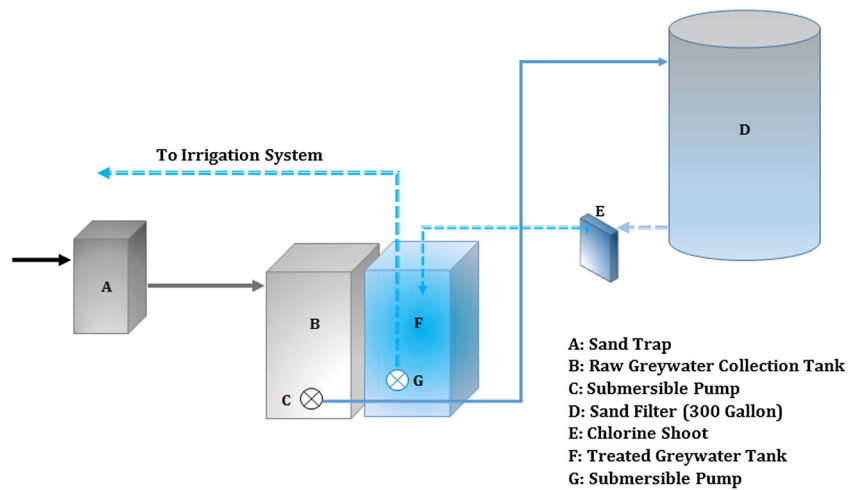 D
To Irrigation System
E
A
B
F
C
G
A: Sand Trap
B: Raw Greywater Collection Tank
C: Submersible Pump
D: Sand Filter (300 Gallon)
E: Chlorine Shoot
F: Treated Greywater Tank
G: Submersible Pump